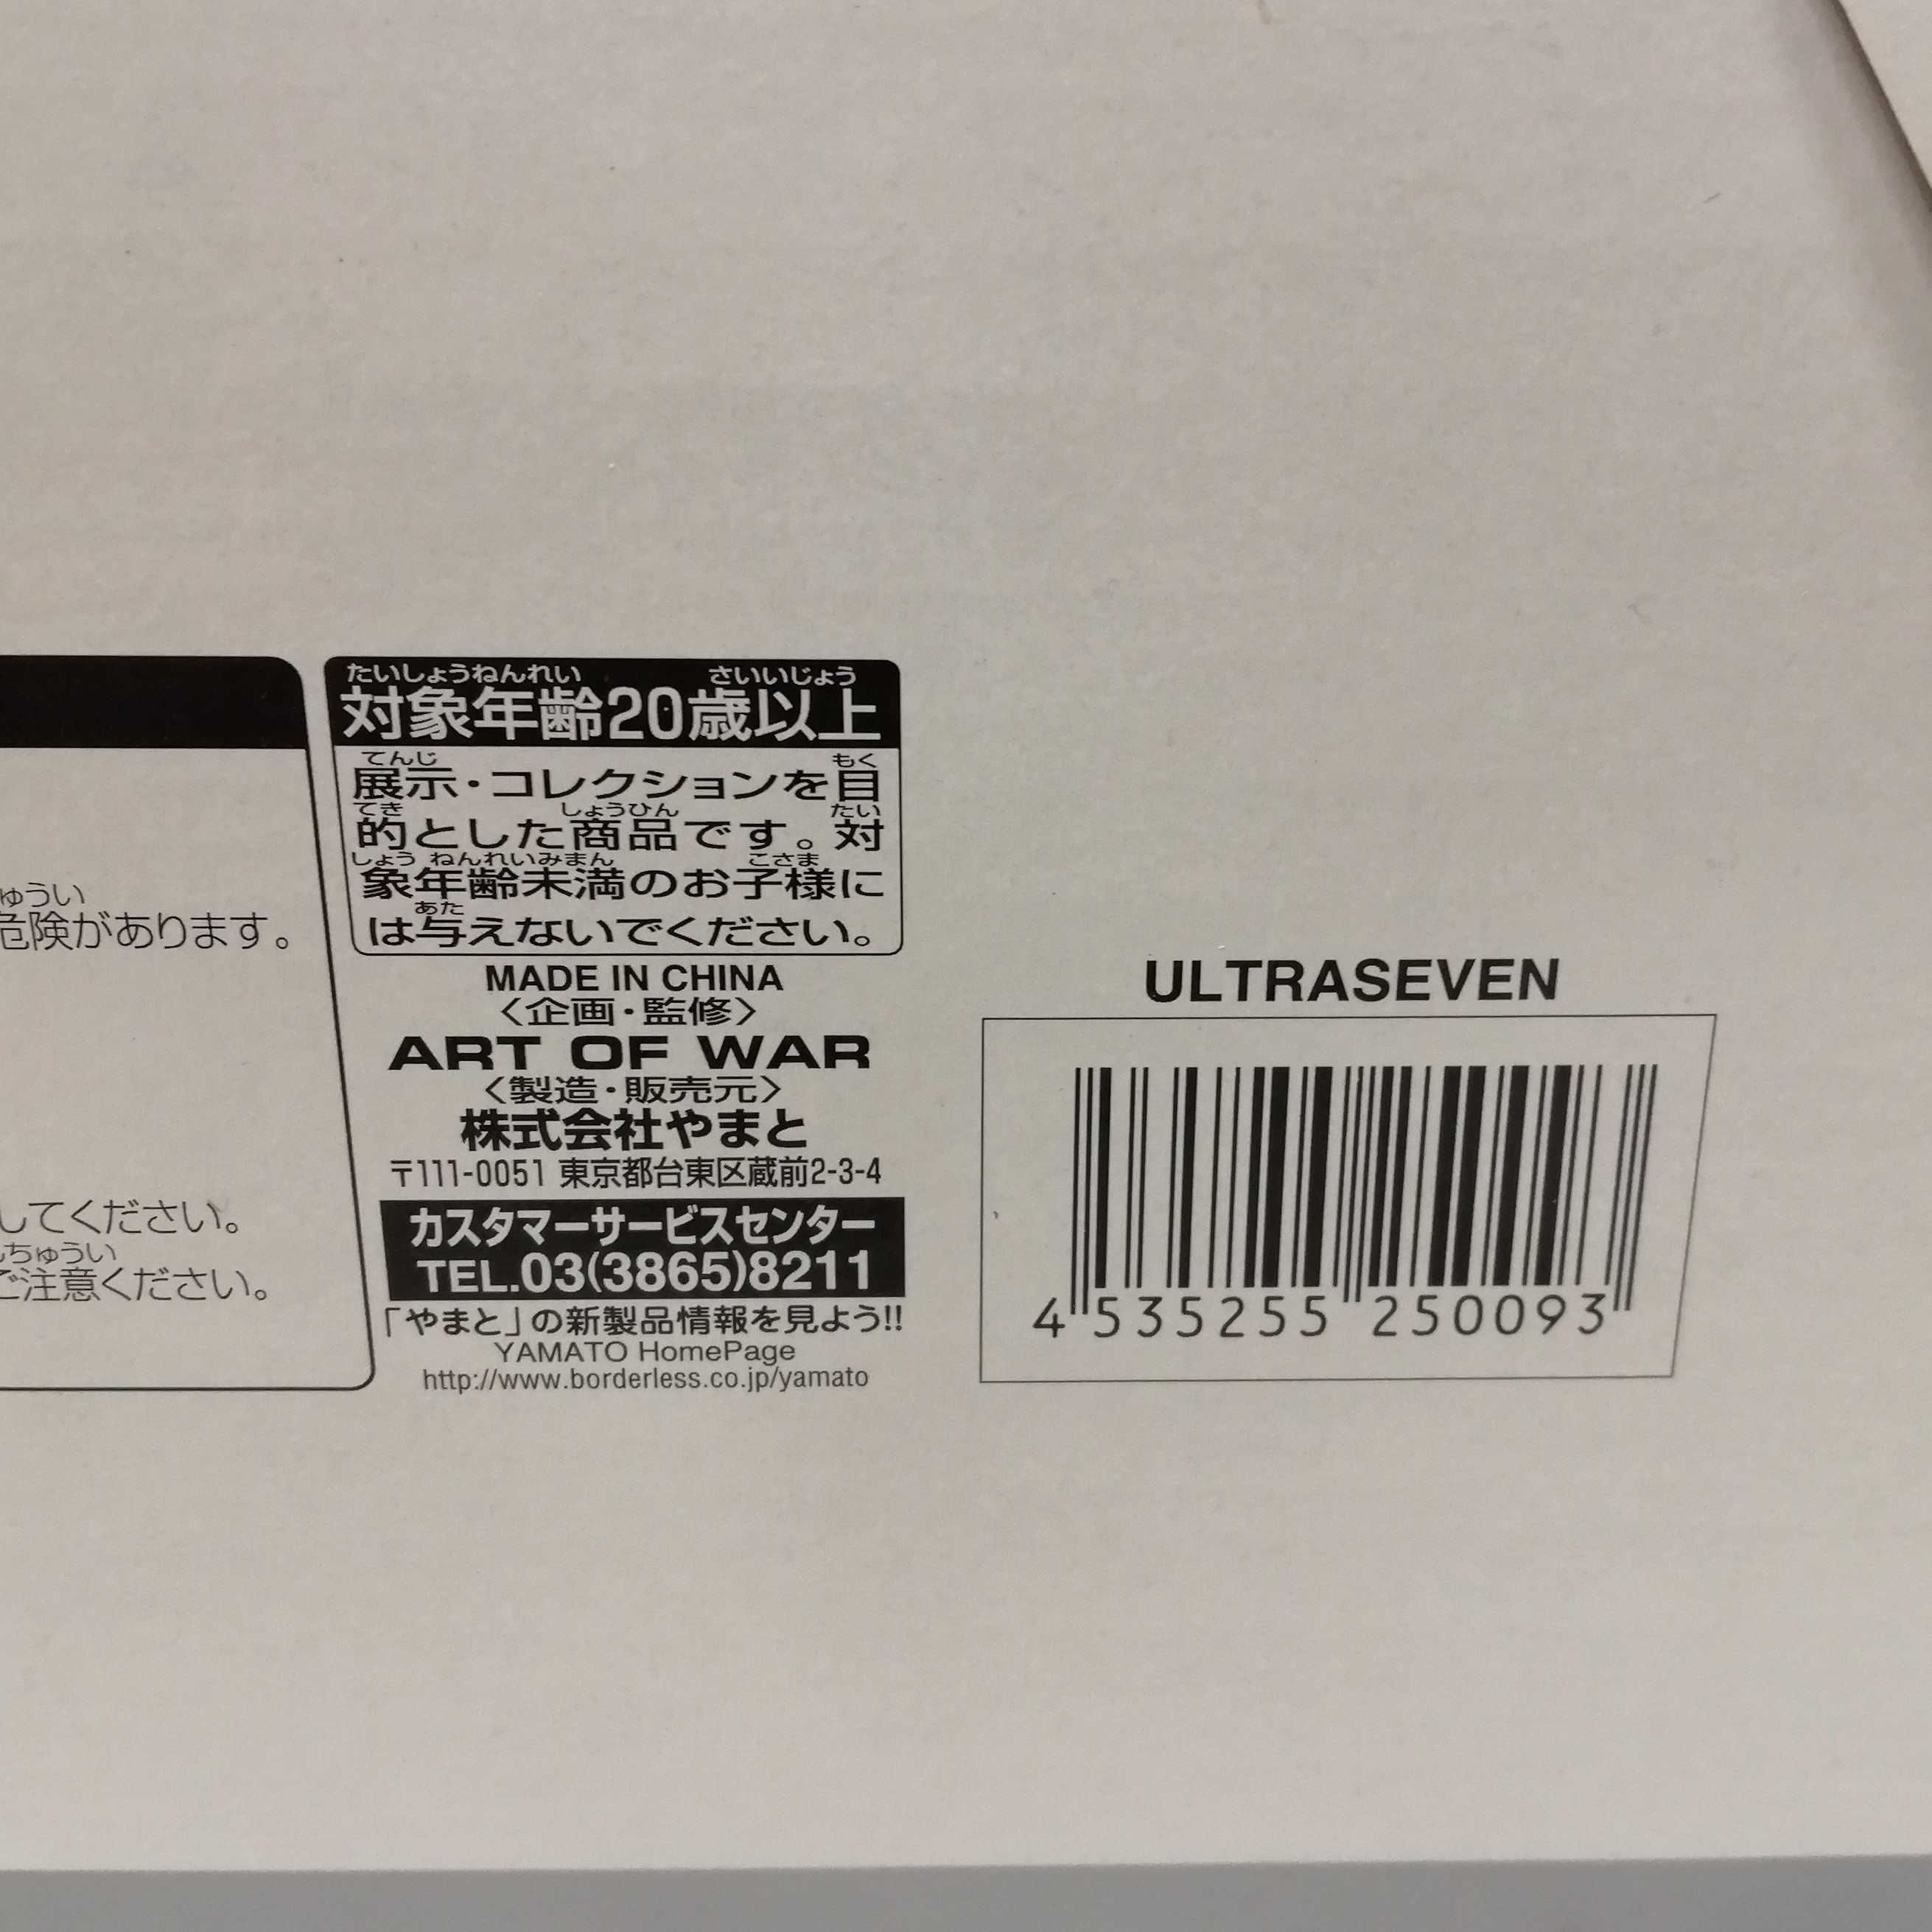 ゅうい
危険があります。
してください。
ちゅうい
ご注意ください。
たいしょうねんれい さいいじょう
対象年齢20歳以上
てんじ もく
展示・コレクションを目
てき しょうひん たい
的とした商品です。対
しょう ねんれいみまん こさま
象年齢未満のお子様に
あた
は与えないでください。
MADE IN CHINA
〈企画・監修〉
ART OF WAR
〈製造・販売元〉
株式会社やまと
〒111-0051 東京都台東区蔵前2-3-4
カスタマーサービスセンター
TEL.03(3865)8211
「やまと」の新製品情報を見よう!!
YAMATO HomePage
http://www.borderless.co.jp/yamato
ULTRASEVEN
4 535255 250093